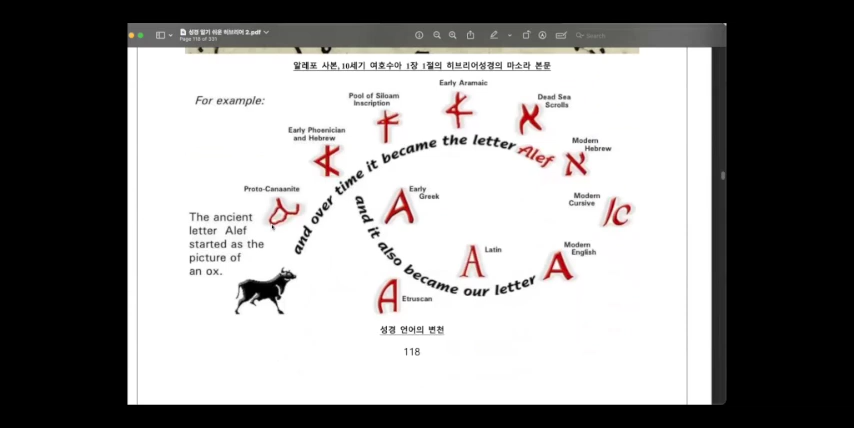 성경 알기 쉬운 히브리어 2.pdf
Page 118 of 331
Search
알레포 사본, 10세기 여호수아 1장 1절의 히브리어성경의 마소라 본문
For example:
Early Aramaic
Pool of Siloam
Inscription
Dead Sea
Scrolls
Early Phoenician
and Hebrew
Modern
Hebrew
Proto-Canaanite
Modern
Cursive
and over time it became the letter Alef
א
The ancient
letter Alef
started as the
picture of
an ox.
Early
Greek
A
and it also became our letter
Latin
A
Modern
English
A
Etruscan
A
성경 언어의 변천
118